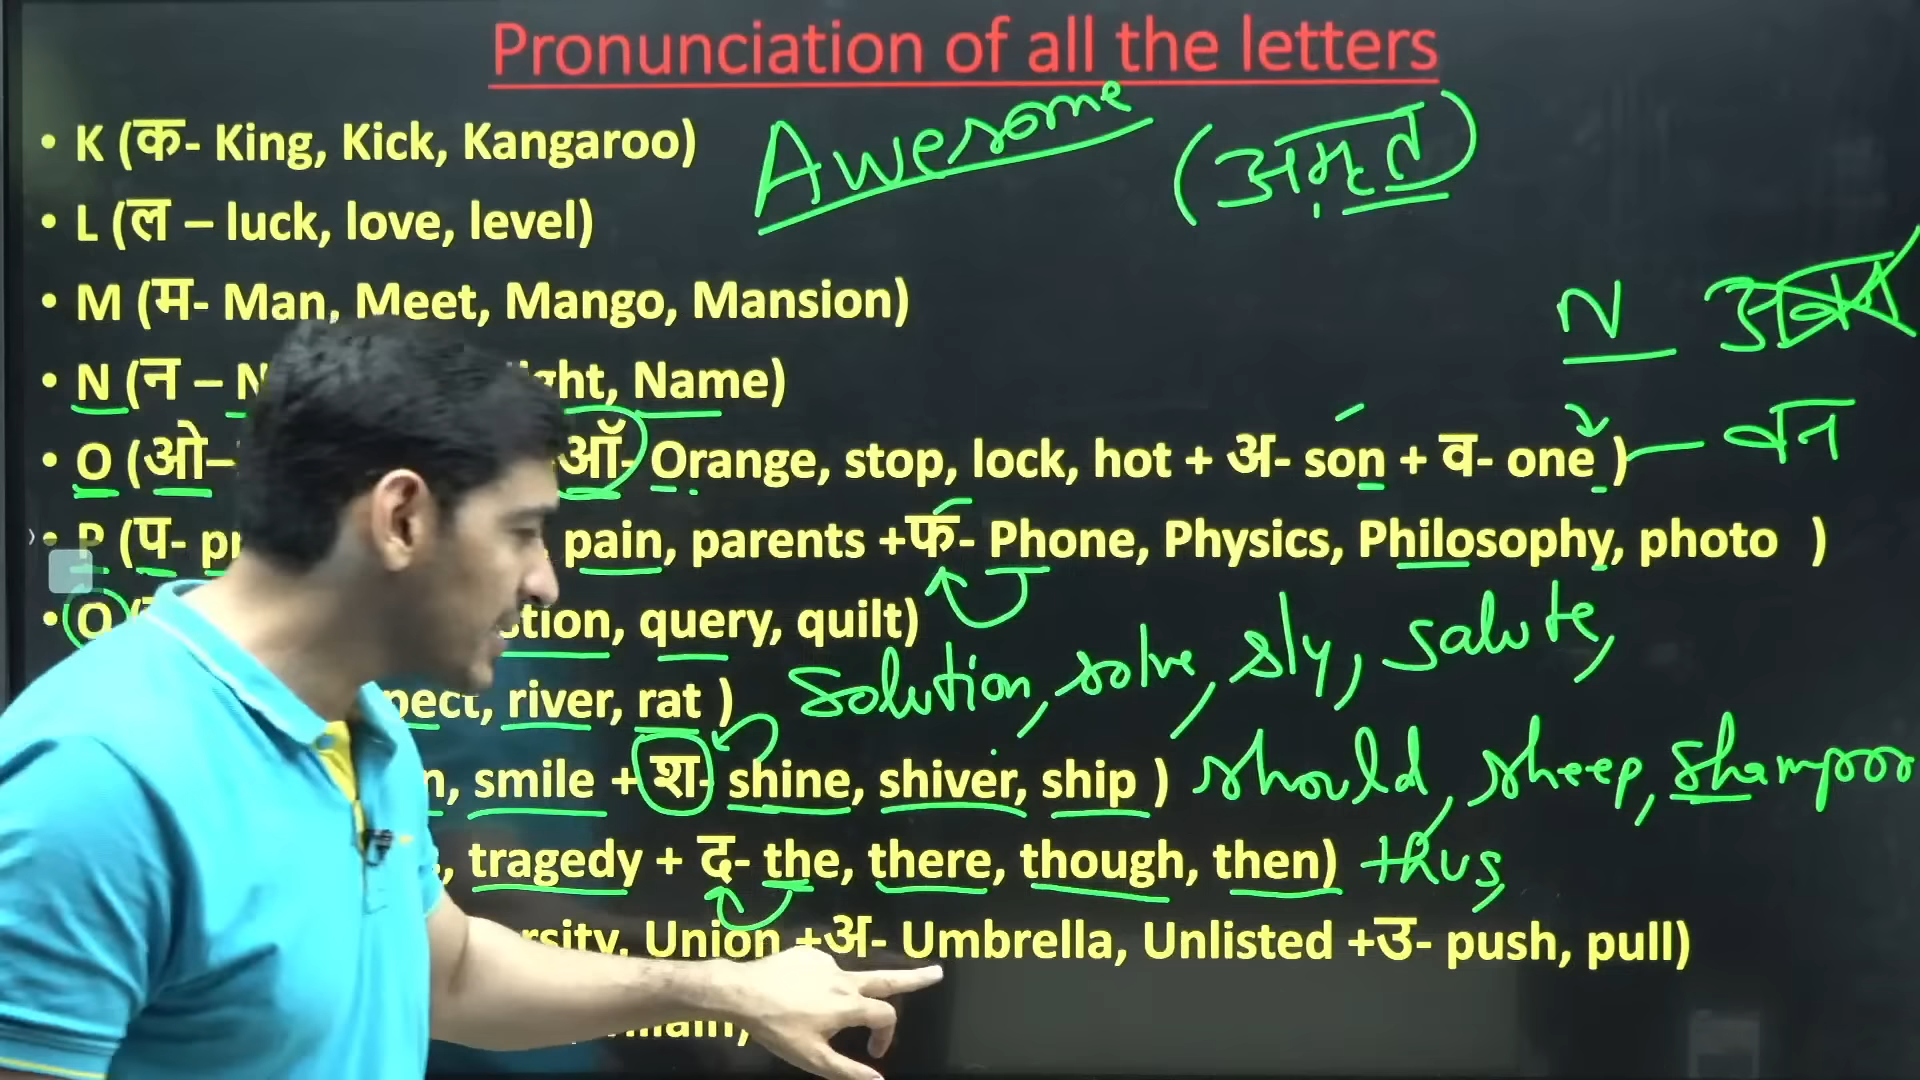 Pronunciation of all the letters
Awesome (अमृत)
• K (क- King, Kick, Kangaroo)
• L (ल – luck, love, level)
• M (म- Man, Meet, Mango, Mansion)
N
• N (न – Name)
• O (ओ– ऑ- Orange, stop, lock, hot + अ- son + व- one ) – वन
• P (प- pain, parents +फ- Phone, Physics, Philosophy, photo )
• Q query, quilt)
Solution, solve, sly, salute,
river, rat )
smile + श- shine, shiver, ship ) should, sheep, shampoo
tragedy + द- the, there, though, then) thus,
Union +अ- Umbrella, Unlisted +उ- push, pull)